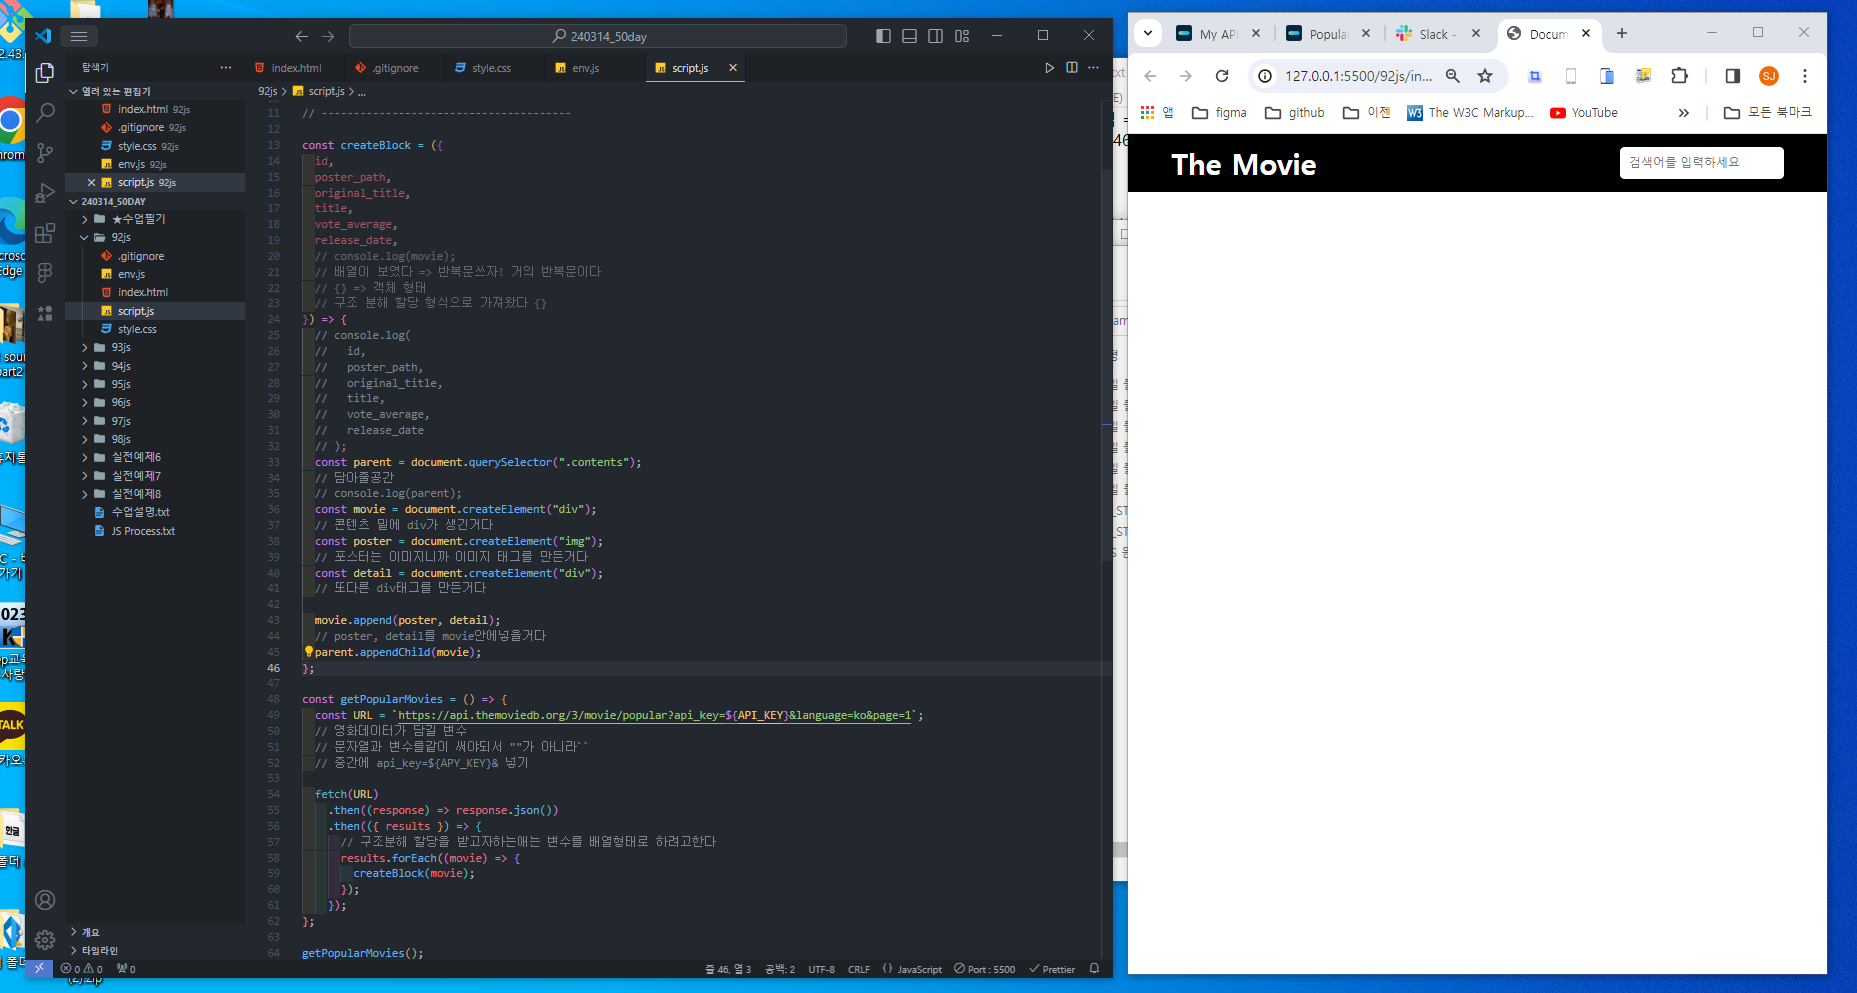 240314_50day
탐색기
index.html
.gitignore
style.css
env.js
script.js
열려 있는 편집기
index.html 92js
.gitignore 92js
style.css 92js
env.js 92js
script.js 92js
240314_50DAY
★수업필기
92js
.gitignore
env.js
index.html
script.js
style.css
93js
94js
95js
96js
97js
98js
실전예제6
실전예제7
실전예제8
수업설명.txt
JS Process.txt
개요
타임라인
92js > script.js > ...
11 // ---------------------------------------
12
13 const createBlock = ({
14 id,
15 poster_path,
16 original_title,
17 title,
18 vote_average,
19 release_date,
20 // console.log(movie);
21 // 배열이 보였다 => 반복문쓰자! 거의 반복문이다
22 // {} => 객체 형태
23 // 구조 분해 할당 형식으로 가져왔다 {}
24 }) => {
25 // console.log(
26 // id,
27 // poster_path,
28 // original_title,
29 // title,
30 // vote_average,
31 // release_date
32 // );
33 const parent = document.querySelector(".contents");
34 // 담아줄공간
35 // console.log(parent);
36 const movie = document.createElement("div");
37 // 콘텐츠 밑에 div가 생긴거다
38 const poster = document.createElement("img");
39 // 포스터는 이미지니까 이미지 태그를 만든거다
40 const detail = document.createElement("div");
41 // 또다른 div태그를 만든거다
42
43 movie.append(poster, detail);
44 // poster, detail를 movie안에넣을거다
45 parent.appendChild(movie);
46 };
47
48 const getPopularMovies = () => {
49 const URL = `https://api.themoviedb.org/3/movie/popular?api_key=${API_KEY}&language=ko&page=1`;
50 // 영화데이터가 담길 변수
51 // 문자열과 변수를같이 써야되서 ""가 아니라``
52 // 중간에 api_key=${APY_KEY}& 넣기
53
54 fetch(URL)
55 .then((response) => response.json())
56 .then(({ results }) => {
57 // 구조분해 할당을 받고자하는애는 변수를 배열형태로 하려고한다
58 results.forEach((movie) => {
59 createBlock(movie);
60 });
61 });
62 };
63
64 getPopularMovies();
0 0 0
줄 46, 열 3 공백: 2 UTF-8 CRLF {} JavaScript Port : 5500 Prettier
My API
Popular
Slack -
Docum
127.0.0.1:5500/92js/in...
SJ
앱 figma github 이젠 The W3C Markup... YouTube » 모든 북마크
The Movie
검색어를 입력하세요